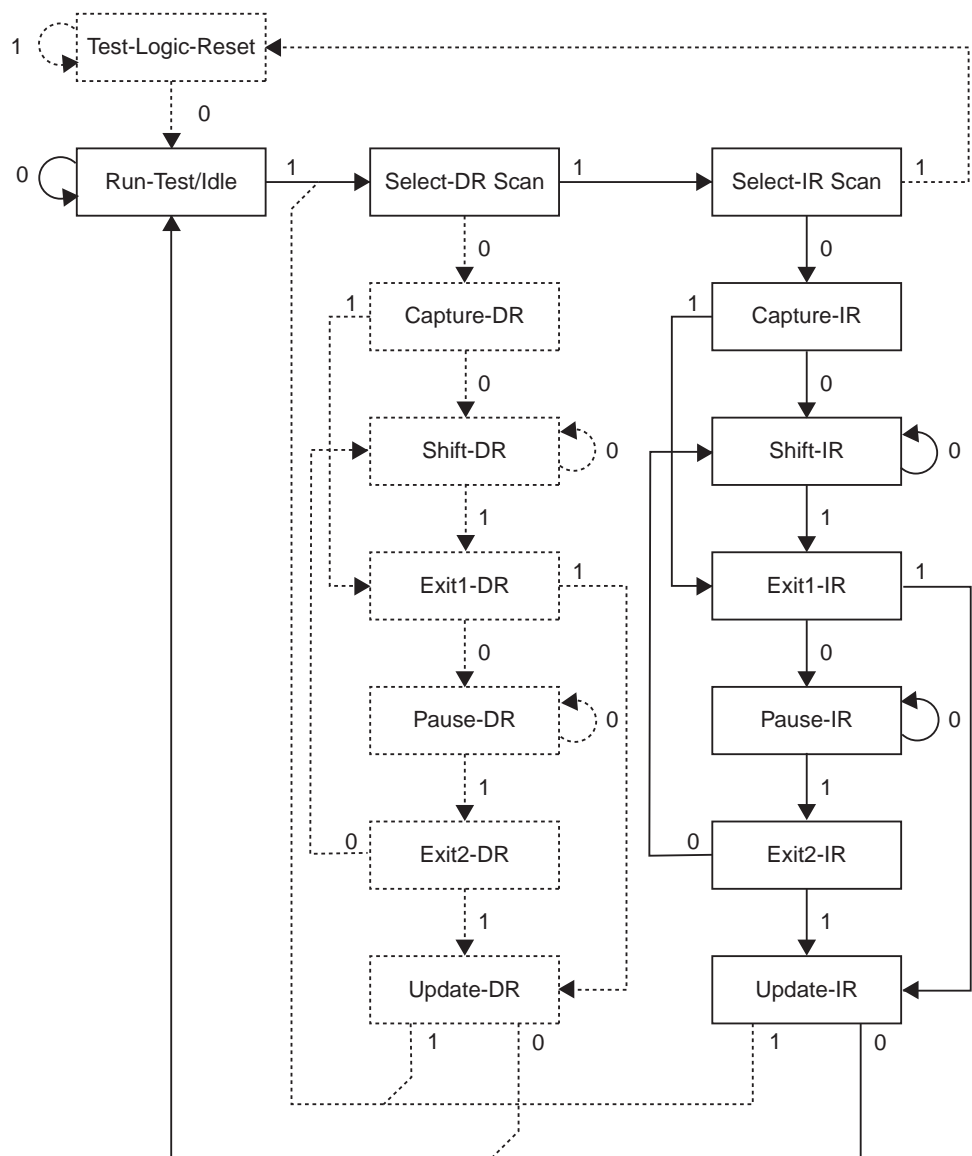 1
Test-Logic-Reset
0
0
Run-Test/Idle
1
Select-DR Scan
1
Select-IR Scan
1
0
0
1
Capture-DR
1
Capture-IR
0
0
Shift-DR
0
Shift-IR
0
1
1
Exit1-DR
1
Exit1-IR
1
0
0
Pause-DR
0
Pause-IR
0
1
1
0
Exit2-DR
0
Exit2-IR
1
1
Update-DR
Update-IR
1
0
1
0